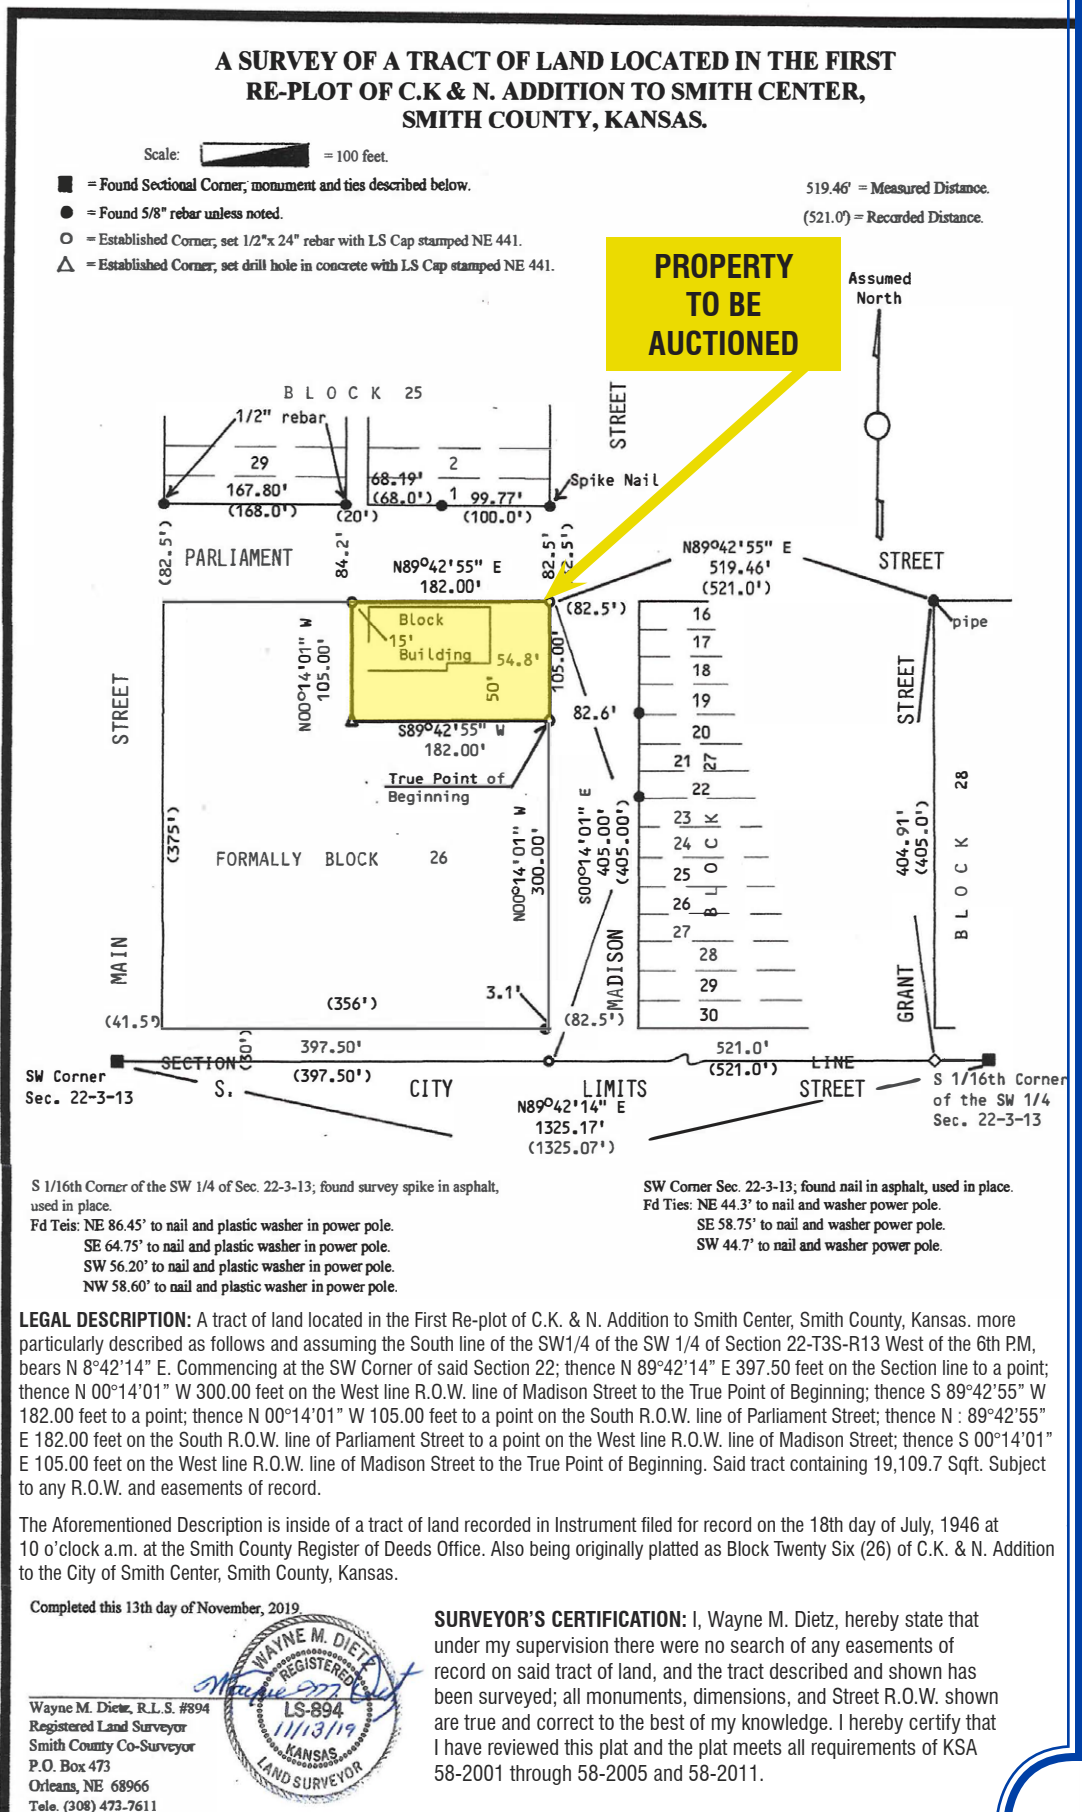 A SURVEY OF A TRACT OF LAND LOCATED IN THE FIRST
RE-PLOT OF C.K & N. ADDITION TO SMITH CENTER,
SMITH COUNTY, KANSAS.
Scale: = 100 feet.
= Found Sectional Corner; monument and ties described below.
= Found 5/8" rebar unless noted.
= Established Corner; set 1/2"x 24" rebar with LS Cap stamped NE 441.
= Established Corner; set drill hole in concrete with LS Cap stamped NE 441.
519.46' = Measured Distance.
(521.0') = Recorded Distance.
PROPERTY
TO BE
AUCTIONED
Assumed
North
BLOCK 25
1/2" rebar
STREET
29
2
167.80'
(168.0')
68.19'
(68.0')
1
99.77'
(100.0')
(20')
Spike Nail
(82.5')
PARLIAMENT
84.2'
N89°42'55" E
182.00'
82.5'
N89°42'55" E
519.46'
(521.0')
STREET
(82.5')
Block
Building
15'
54.8'
50'
N00°14'01" W
105.00'
105.00'
S89°42'55" W
182.00'
True Point of
Beginning
82.6'
pipe
16
17
18
19
20
21
22
23
24
25
26
27
28
29
30
BLOCK 27
STREET
STREET
(375')
FORMALLY BLOCK 26
N00°14'01" W
300.00'
S00°14'01" E
405.00'
(405.00')
404.91'
(405.0')
BLOCK 28
MAIN
MADISON
GRANT
3.1'
(356')
(41.5')
(82.5')
(30')
397.50'
(397.50')
521.0'
(521.0')
SECTION
LINE
SW Corner
Sec. 22-3-13
S. CITY LIMITS STREET
N89°42'14" E
1325.17'
(1325.07')
S 1/16th Corner
of the SW 1/4
Sec. 22-3-13
S 1/16th Corner of the SW 1/4 of Sec. 22-3-13; found survey spike in asphalt,
used in place.
Fd Teis: NE 86.45' to nail and plastic washer in power pole.
SE 64.75' to nail and plastic washer in power pole.
SW 56.20' to nail and plastic washer in power pole.
NW 58.60' to nail and plastic washer in power pole.
SW Corner Sec. 22-3-13; found nail in asphalt, used in place.
Fd Ties: NE 44.3' to nail and washer power pole.
SE 58.75' to nail and washer power pole.
SW 44.7' to nail and washer power pole.
LEGAL DESCRIPTION: A tract of land located in the First Re-plot of C.K. & N. Addition to Smith Center, Smith County, Kansas. more
particularly described as follows and assuming the South line of the SW1/4 of the SW 1/4 of Section 22-T3S-R13 West of the 6th P.M,
bears N 8°42'14" E. Commencing at the SW Corner of said Section 22; thence N 89°42'14" E 397.50 feet on the Section line to a point;
thence N 00°14'01" W 300.00 feet on the West line R.O.W. line of Madison Street to the True Point of Beginning; thence S 89°42'55" W
182.00 feet to a point; thence N 00°14'01" W 105.00 feet to a point on the South R.O.W. line of Parliament Street; thence N : 89°42'55"
E 182.00 feet on the South R.O.W. line of Parliament Street to a point on the West line R.O.W. line of Madison Street; thence S 00°14'01"
E 105.00 feet on the West line R.O.W. line of Madison Street to the True Point of Beginning. Said tract containing 19,109.7 Sqft. Subject
to any R.O.W. and easements of record.
The Aforementioned Description is inside of a tract of land recorded in Instrument filed for record on the 18th day of July, 1946 at
10 o'clock a.m. at the Smith County Register of Deeds Office. Also being originally platted as Block Twenty Six (26) of C.K. & N. Addition
to the City of Smith Center, Smith County, Kansas.
Completed this 13th day of November, 2019.
Wayne M. Dietz
Wayne M. Dietz, R.L.S. #894
Registered Land Surveyor
Smith County Co-Surveyor
P.O. Box 473
Orleans, NE 68966
Tele. (308) 473-7611
WAYNE M. DIETZ
REGISTERED
LS-894
11/13/19
KANSAS
LAND SURVEYOR
SURVEYOR'S CERTIFICATION: I, Wayne M. Dietz, hereby state that
under my supervision there were no search of any easements of
record on said tract of land, and the tract described and shown has
been surveyed; all monuments, dimensions, and Street R.O.W. shown
are true and correct to the best of my knowledge. I hereby certify that
I have reviewed this plat and the plat meets all requirements of KSA
58-2001 through 58-2005 and 58-2011.